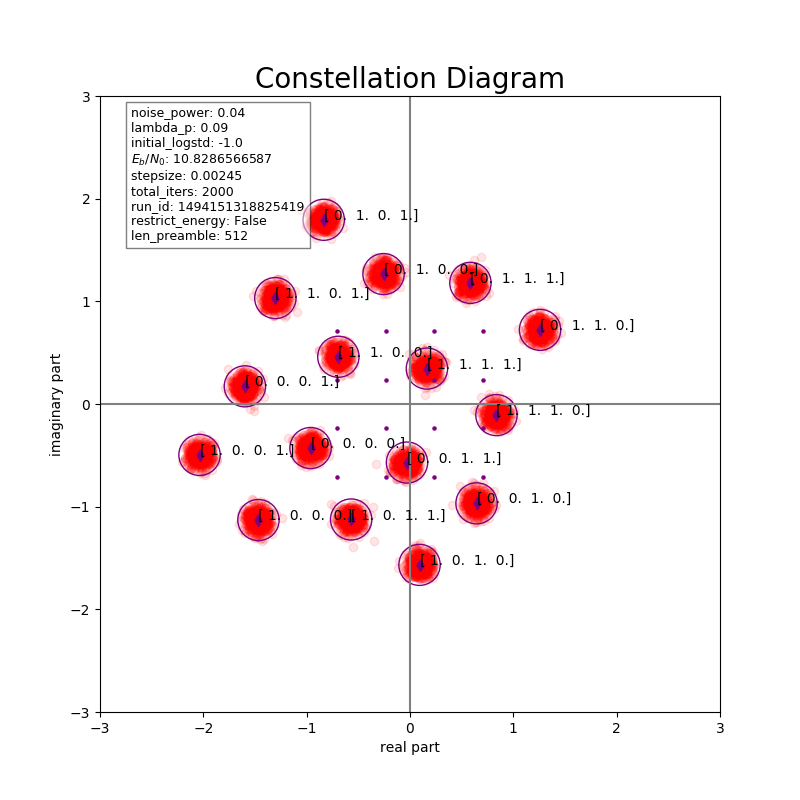 Constellation Diagram
noise_power: 0.04
lambda_p: 0.09
initial_logstd: -1.0
E_b/N_0: 10.8286566587
stepsize: 0.00245
total_iters: 2000
run_id: 1494151318825419
restrict_energy: False
len_preamble: 512
[ 0. 1. 0. 1.]
[ 0. 1. 0. 0.]
[ 0. 1. 1. 1.]
[ 1. 1. 0. 1.]
[ 0. 1. 1. 0.]
[ 1. 1. 0. 0.]
[ 1. 1. 1. 1.]
[ 0. 0. 0. 1.]
[ 1. 1. 1. 0.]
[ 0. 0. 0. 0.]
[ 1. 0. 0. 1.]
[ 0. 0. 1. 1.]
[ 0. 0. 1. 0.]
[ 1. 0. 0. 0.]
[ 1. 0. 1. 1.]
[ 1. 0. 1. 0.]
3
2
1
0
−1
−2
−3
−3 −2 −1 0 1 2 3
imaginary part
real part